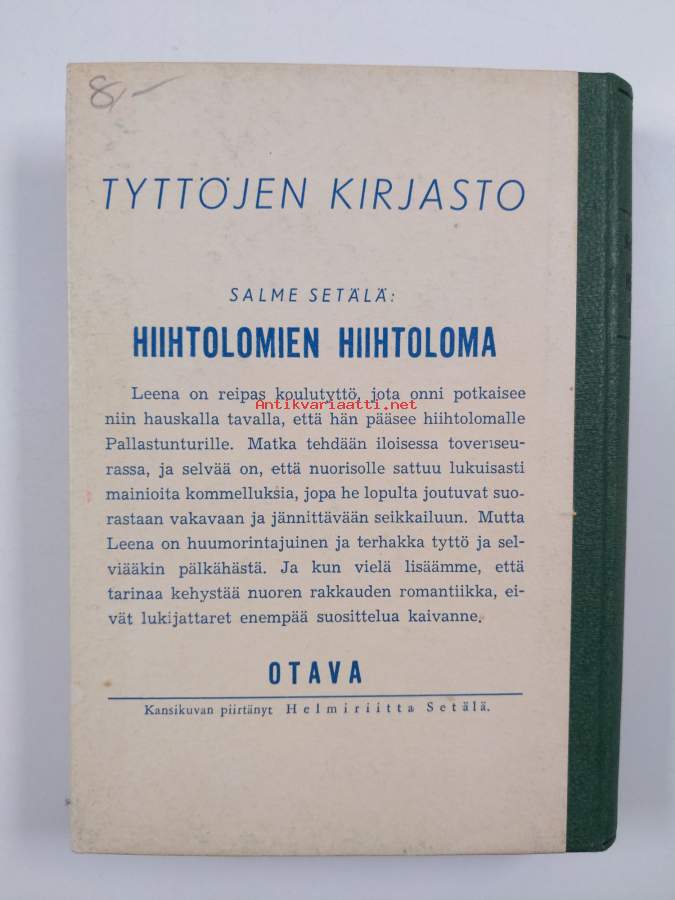 8,-
TYTTÖJEN KIRJASTO
SALME SETÄLÄ:
HIIHTOLOMIEN HIIHTOLOMA
Leena on reipas koulutyttö, jota onni potkaisee
Antikvariaatti.net
niin hauskalla tavalla, että hän pääsee hiihtolomalle
Pallastunturille. Matka tehdään iloisessa toveriseu-
rassa, ja selvää on, että nuorisolle sattuu lukuisasti
mainioita kommelluksia, jopa he lopulta joutuvat suo-
rastaan vakavaan ja jännittävään seikkailuun. Mutta
Leena on huumorintajuinen ja terhakka tyttö ja sel-
viääkin pälkähästä. Ja kun vielä lisäämme, että
tarinaa kehystää nuoren rakkauden romantiikka, ei-
vät lukijattaret enempää suosittelua kaivanne.
OTAVA
Kansikuvan piirtänyt Helmiriitta Setälä.